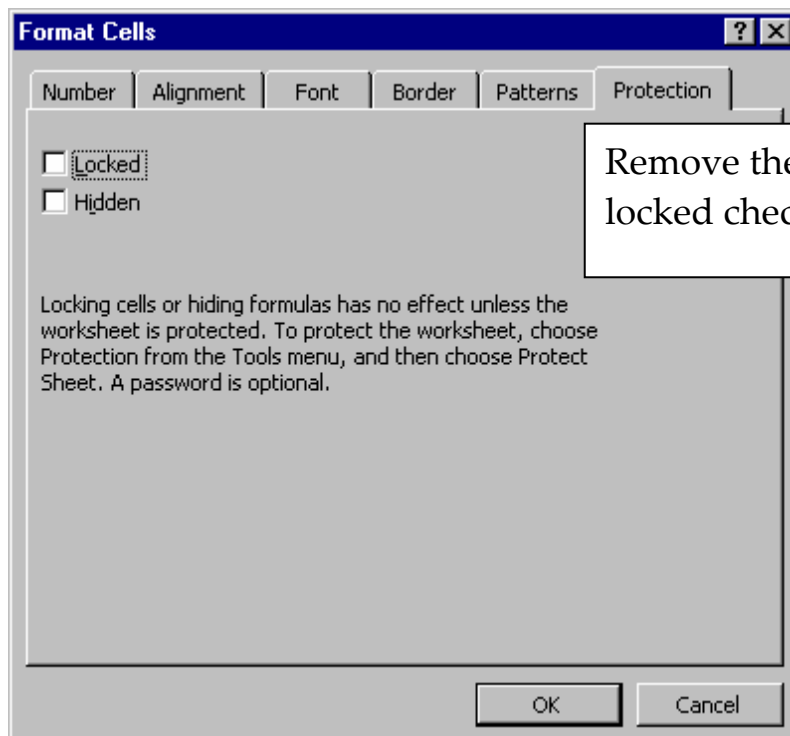 Format Cells
Number Alignment Font Border Patterns Protection
Locked
Hidden
Remove the
locked
Locking cells or hiding formulas has no effect unless the
worksheet is protected. To protect the worksheet, choose
Protection from the Tools menu, and then choose Protect
Sheet. A password is optional.
OK Cancel